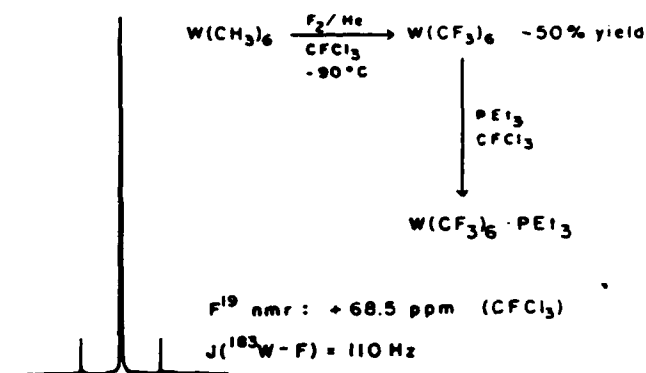 W(CH₃)₆ F₂/He W(CF₃)₆ ~50% yield
CFCl₃
-90°C
PEt₃
CFCl₃
W(CF₃)₆ · PEt₃
F¹⁹ nmr : +68.5 ppm (CFCl₃)
J(¹⁸³W-F) = 110 Hz